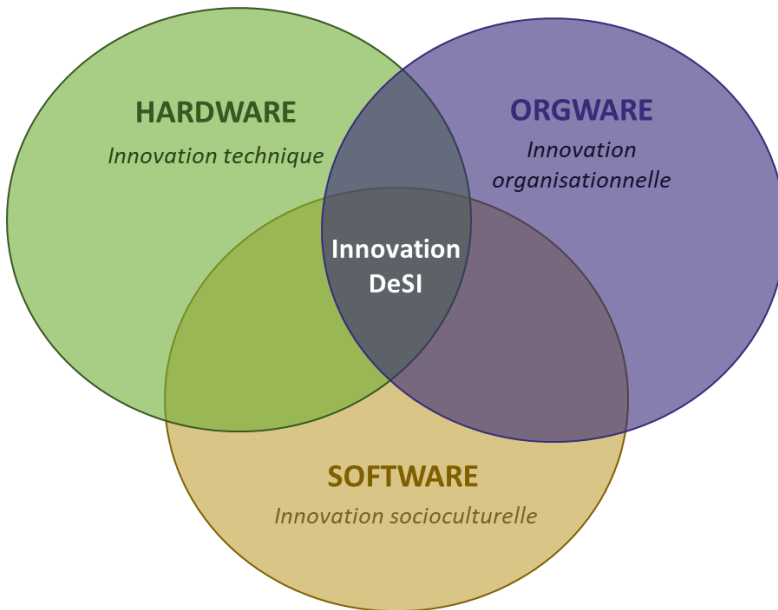 HARDWARE
Innovation technique
ORGWARE
Innovation
organisationnelle
Innovation
DeSI
SOFTWARE
Innovation socioculturelle